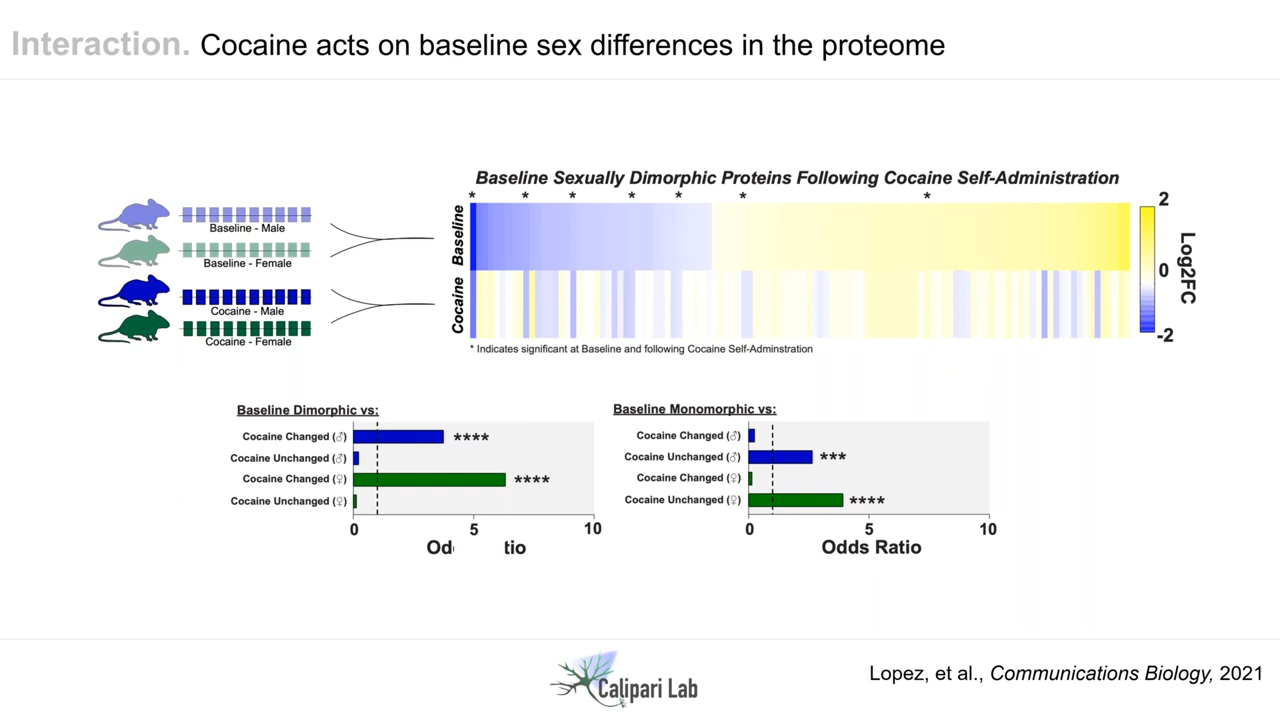 Interaction. Cocaine acts on baseline sex differences in the proteome
Baseline Sexually Dimorphic Proteins Following Cocaine Self-Administration
* * * * * * *
Baseline - Male
Baseline - Female
Cocaine - Male
Cocaine - Female
Baseline
Cocaine
2
0
-2
Log2FC
* Indicates significant at Baseline and following Cocaine Self-Adminstration
Baseline Dimorphic vs:
Cocaine Changed (♂) ****
Cocaine Unchanged (♂)
Cocaine Changed (♀) ****
Cocaine Unchanged (♀)
0 5 10
Baseline Monomorphic vs:
Cocaine Changed (♂)
Cocaine Unchanged (♂) ***
Cocaine Changed (♀)
Cocaine Unchanged (♀) ****
0 5 10
Odds Ratio
Calipari Lab
Lopez, et al., Communications Biology, 2021